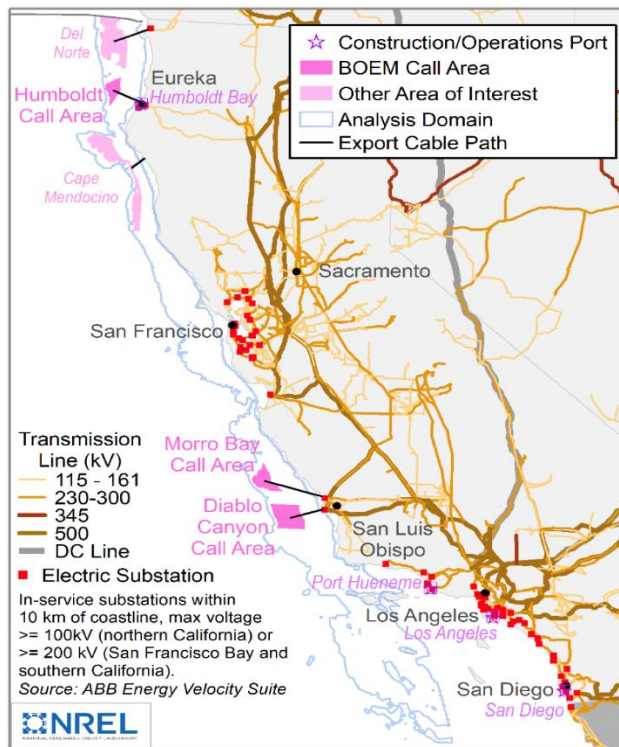 Del
Norte
Eureka
Humboldt Bay
Humboldt
Call Area
Cape
Mendocino
Construction/Operations Port
BOEM Call Area
Other Area of Interest
Analysis Domain
Export Cable Path
Sacramento
San Francisco
Morro Bay
Call Area
Diablo
Canyon
Call Area
San Luis
Obispo
Port Hueneme
Los Angeles
Los Angeles
San Diego
San Diego
Transmission
Line (kV)
115 - 161
230-300
345
500
DC Line
Electric Substation
In-service substations within
10 km of coastline, max voltage
>= 100kV (northern California) or
>= 200 kV (San Francisco Bay and
southern California).
Source: ABB Energy Velocity Suite
NREL
NATIONAL RENEWABLE ENERGY LABORATORY